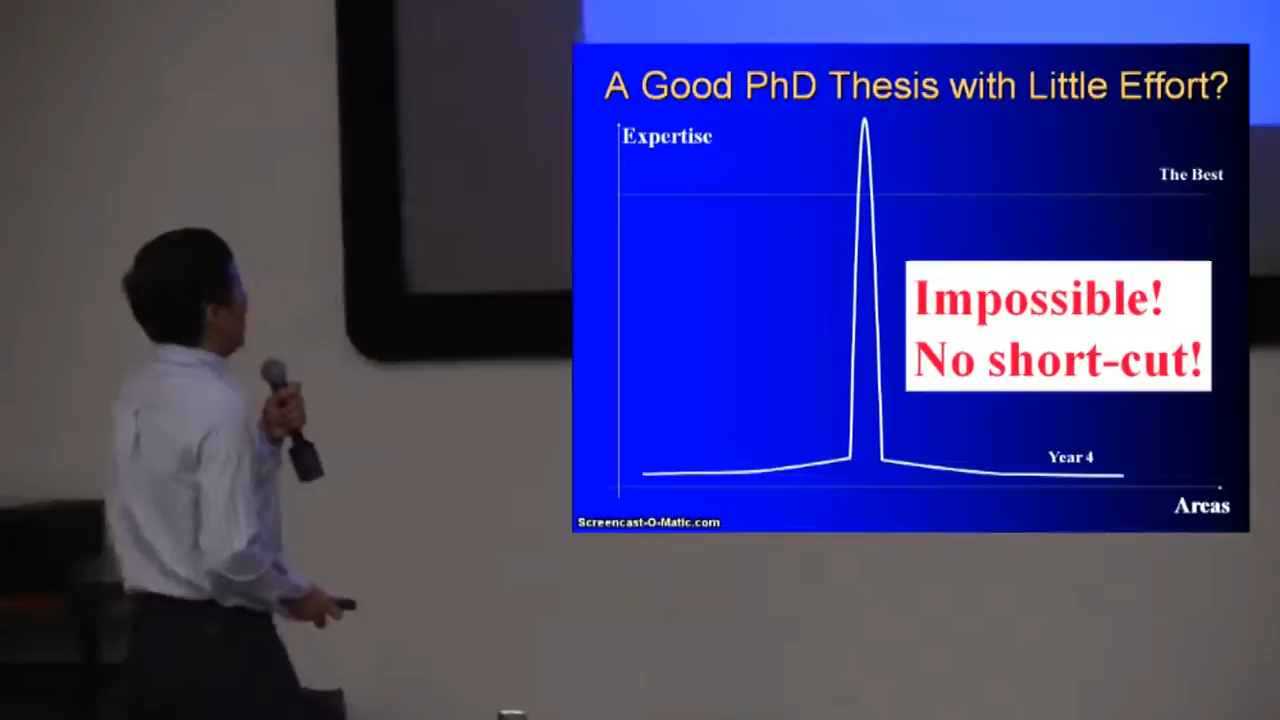 A Good PhD Thesis with Little Effort?
Expertise
The Best
Impossible!
No short-cut!
Year 4
Areas
Screencast-O-Matic.com